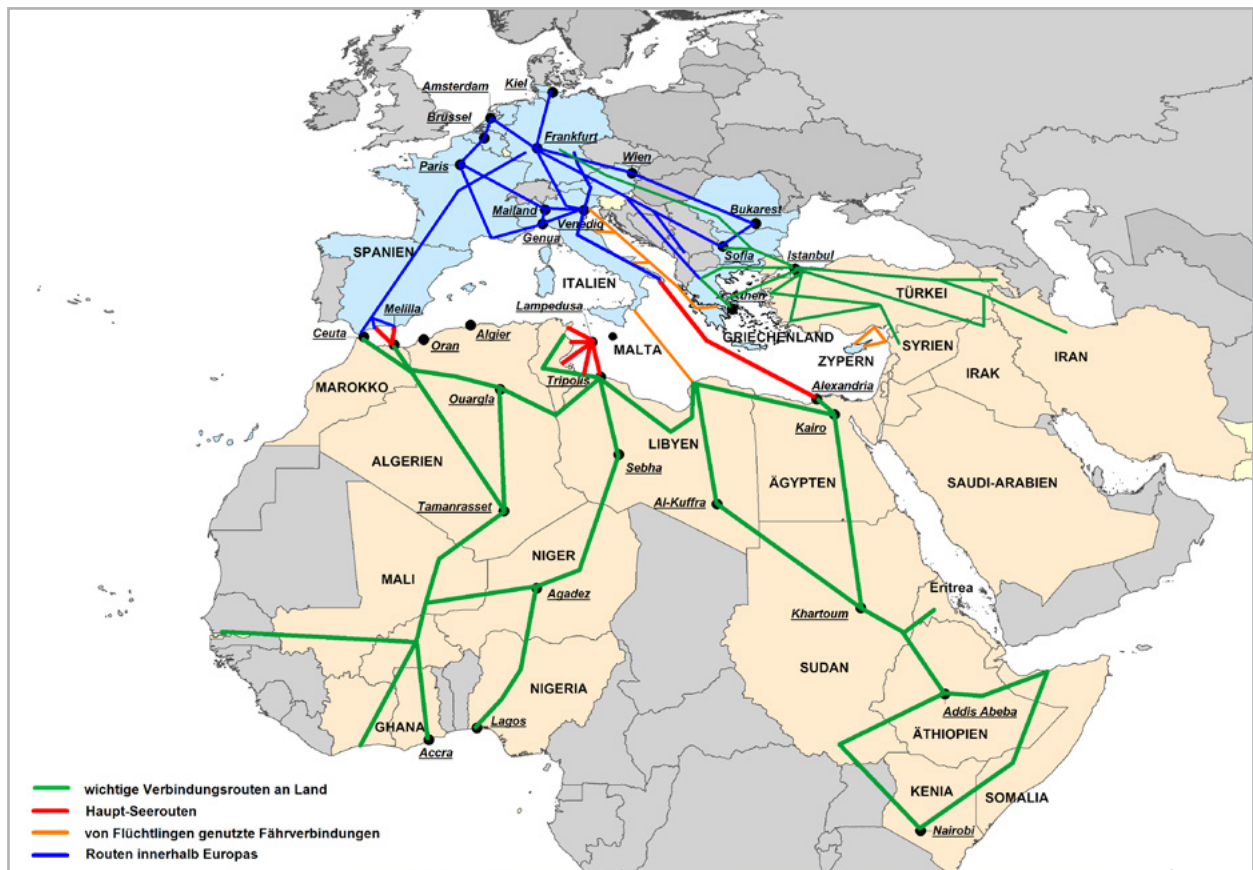 Kiel
Amsterdam
Brüssel
Frankfurt
Paris
Wien
Mailand
Venedig
Bukarest
Genua
SPANIEN
Sofia
Istanbul
ITALIEN
TÜRKEI
Melilla
Lampedusa
Athen
Ceuta
Algier
GRIECHENLAND
Oran
MALTA
SYRIEN
ZYPERN
IRAN
IRAK
MAROKKO
Tripolis
Alexandria
Ouargla
Kairo
LIBYEN
ALGERIEN
Sebha
ÄGYPTEN
SAUDI-ARABIEN
Tamanrasset
Al-Kuffra
NIGER
MALI
Agadez
Eritrea
Khartoum
SUDAN
NIGERIA
Addis Abeba
GHANA
Lagos
ÄTHIOPIEN
Accra
KENIA
SOMALIA
Nairobi
wichtige Verbindungsrouten an Land
Haupt-Seerouten
von Flüchtlingen genutzte Fährverbindungen
Routen innerhalb Europas